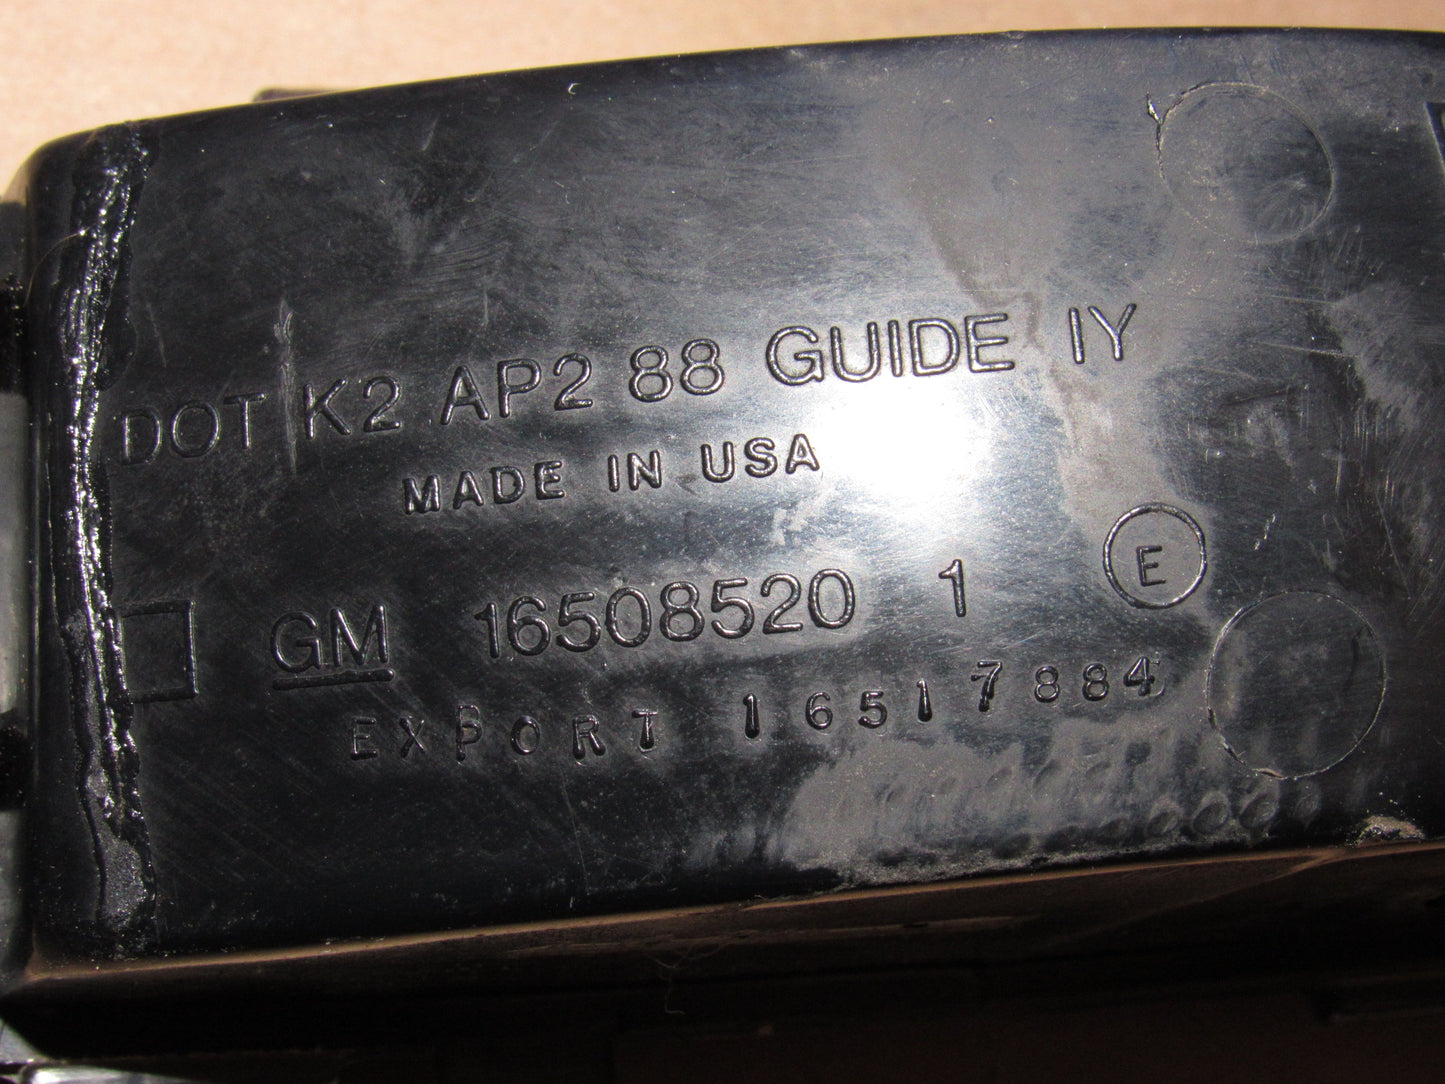 DOT K2 AP2 88 GUIDE IY
MADE IN USA
GM 16508520 1 E
EXPORT 16517884